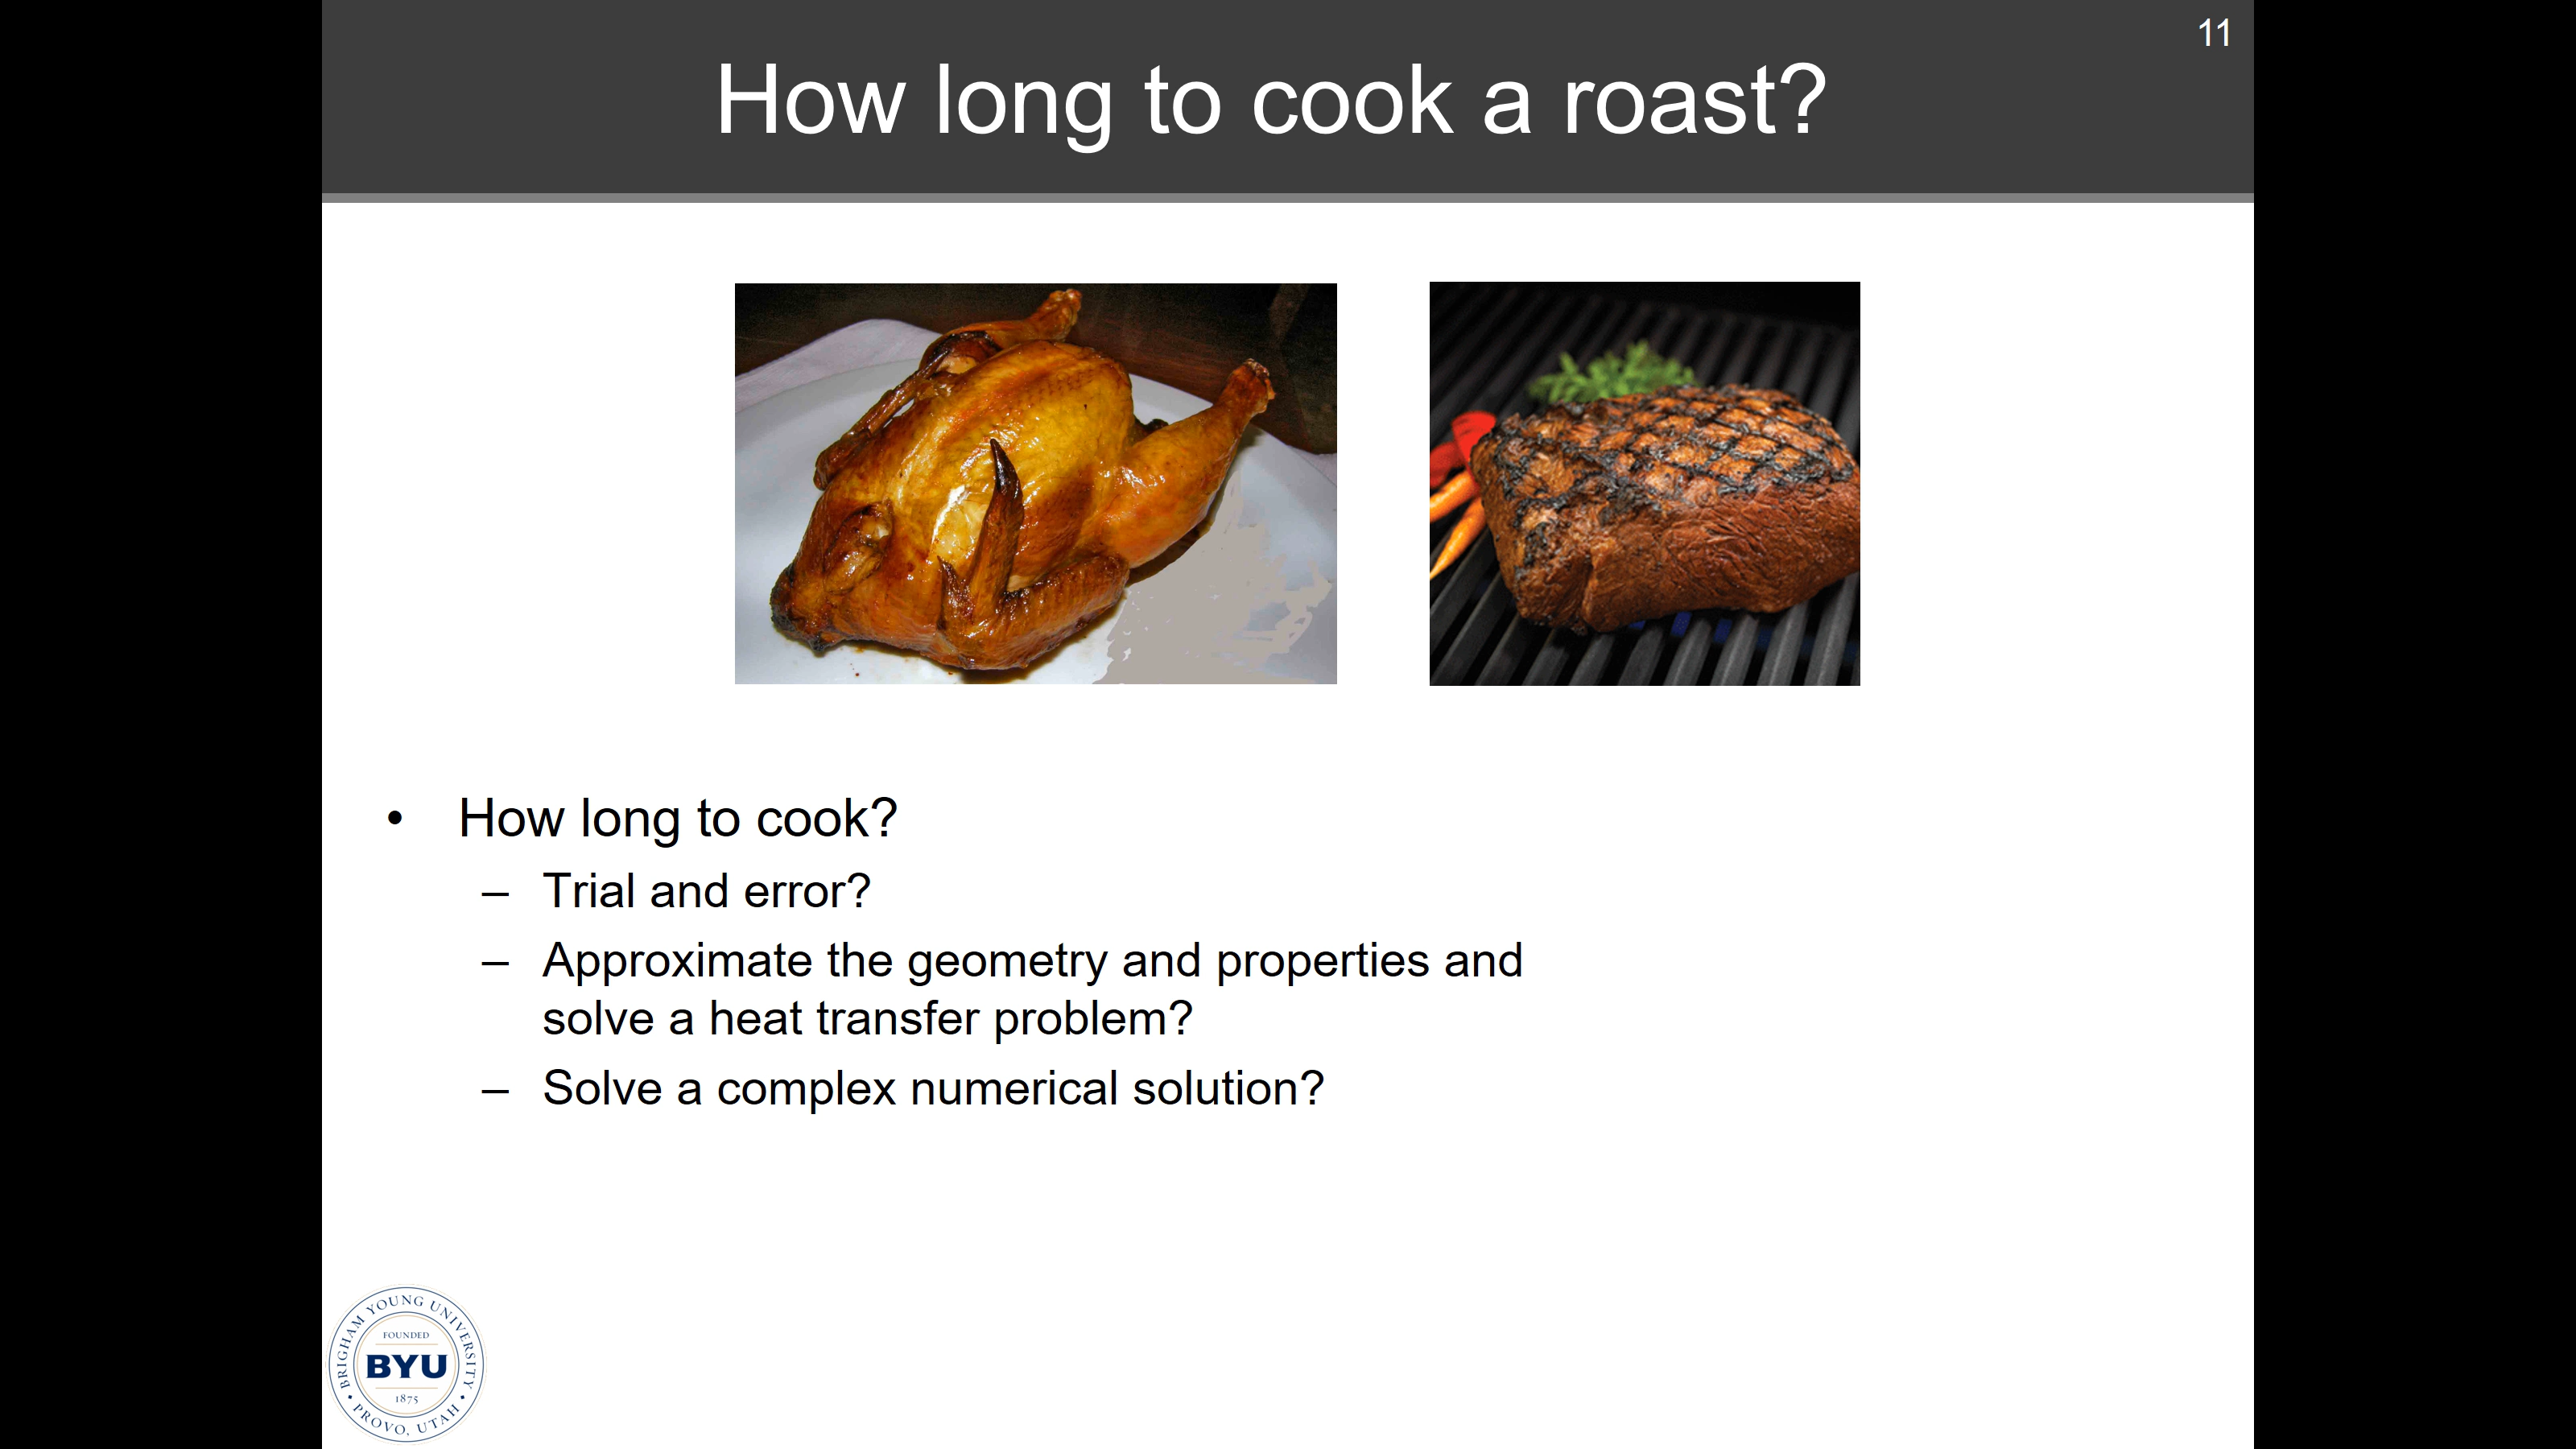 11
How long to cook a roast?
• How long to cook?
– Trial and error?
– Approximate the geometry and properties and
solve a heat transfer problem?
– Solve a complex numerical solution?
BRIGHAM YOUNG UNIVERSITY
FOUNDED
BYU
1875
• PROVO, UTAH •